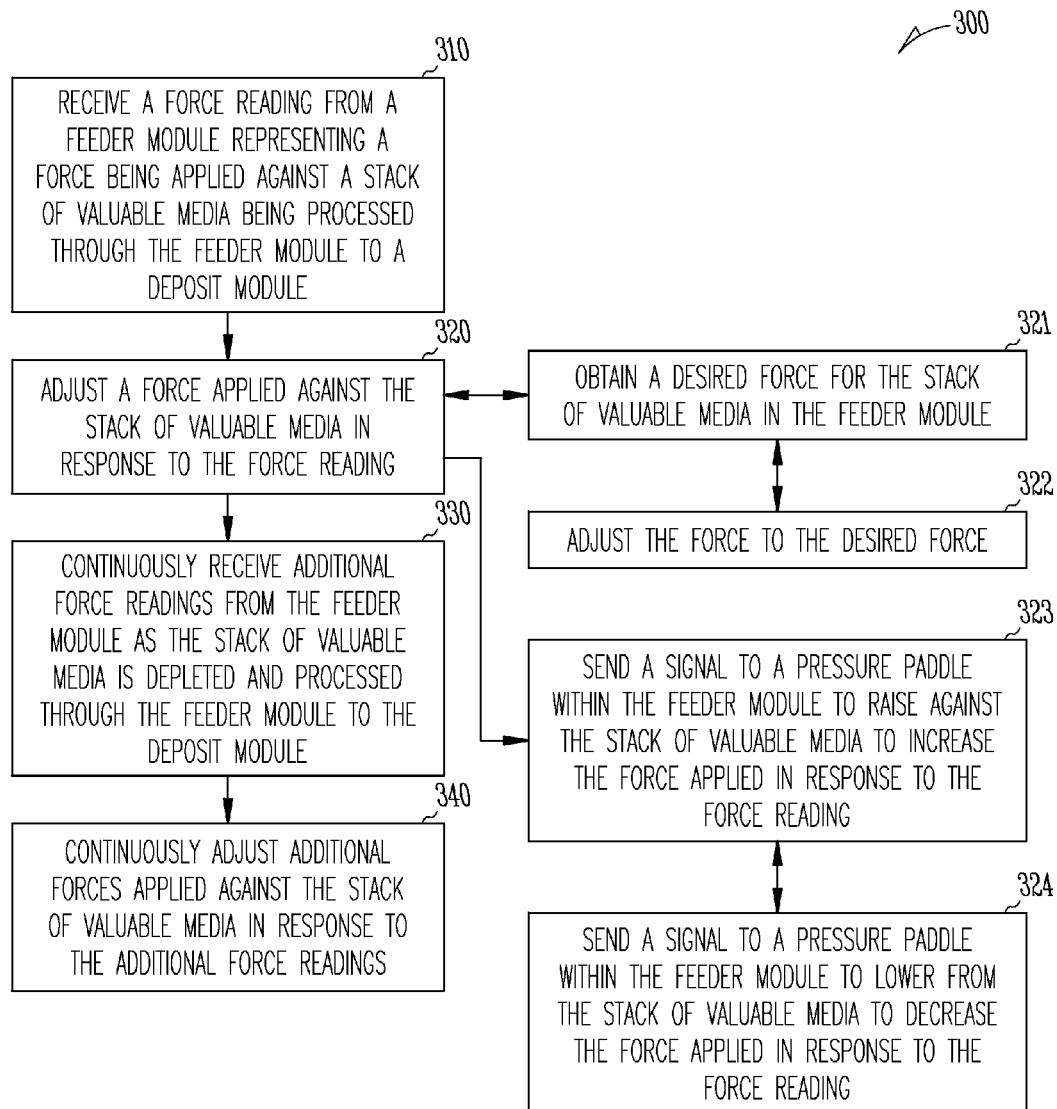 300
310
RECEIVE A FORCE READING FROM A
FEEDER MODULE REPRESENTING A
FORCE BEING APPLIED AGAINST A STACK
OF VALUABLE MEDIA BEING PROCESSED
THROUGH THE FEEDER MODULE TO A
DEPOSIT MODULE
320
ADJUST A FORCE APPLIED AGAINST THE
STACK OF VALUABLE MEDIA IN
RESPONSE TO THE FORCE READING
321
OBTAIN A DESIRED FORCE FOR THE STACK
OF VALUABLE MEDIA IN THE FEEDER MODULE
322
ADJUST THE FORCE TO THE DESIRED FORCE
330
CONTINUOUSLY RECEIVE ADDITIONAL
FORCE READINGS FROM THE FEEDER
MODULE AS THE STACK OF VALUABLE
MEDIA IS DEPLETED AND PROCESSED
THROUGH THE FEEDER MODULE TO THE
DEPOSIT MODULE
323
SEND A SIGNAL TO A PRESSURE PADDLE
WITHIN THE FEEDER MODULE TO RAISE AGAINST
THE STACK OF VALUABLE MEDIA TO INCREASE
THE FORCE APPLIED IN RESPONSE TO THE
FORCE READING
340
CONTINUOUSLY ADJUST ADDITIONAL
FORCES APPLIED AGAINST THE STACK
OF VALUABLE MEDIA IN RESPONSE TO
THE ADDITIONAL FORCE READINGS
324
SEND A SIGNAL TO A PRESSURE PADDLE
WITHIN THE FEEDER MODULE TO LOWER FROM
THE STACK OF VALUABLE MEDIA TO DECREASE
THE FORCE APPLIED IN RESPONSE TO THE
FORCE READING